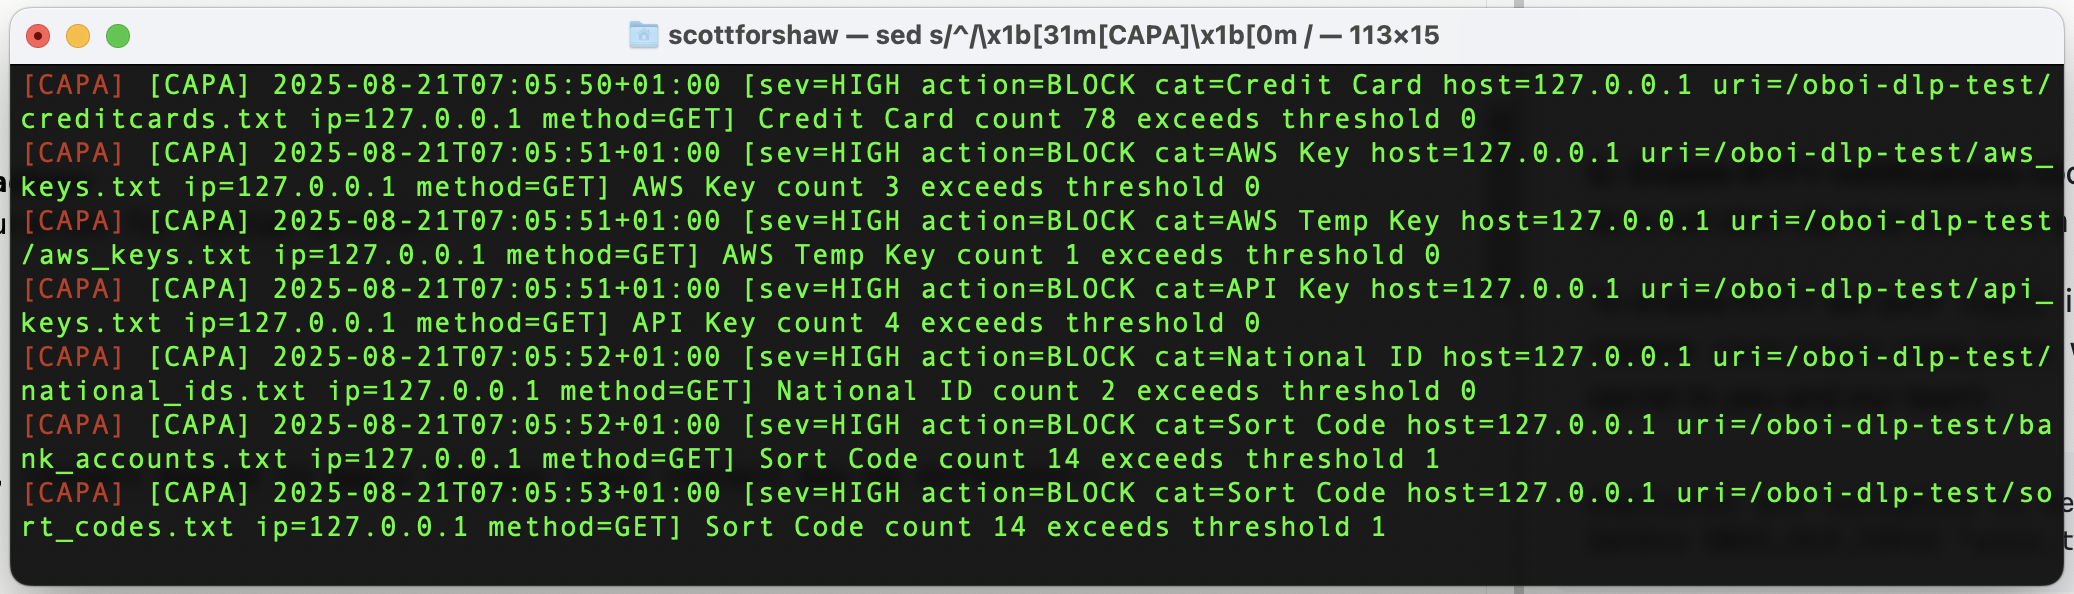 scottforshaw — sed s/^/\x1b[31m[CAPA]\x1b[0m / — 113×15
[CAPA] [CAPA] 2025-08-21T07:05:50+01:00 [sev=HIGH action=BLOCK cat=Credit Card host=127.0.0.1 uri=/oboi-dlp-test/
creditcards.txt ip=127.0.0.1 method=GET] Credit Card count 78 exceeds threshold 0
[CAPA] [CAPA] 2025-08-21T07:05:51+01:00 [sev=HIGH action=BLOCK cat=AWS Key host=127.0.0.1 uri=/oboi-dlp-test/aws_
keys.txt ip=127.0.0.1 method=GET] AWS Key count 3 exceeds threshold 0
[CAPA] [CAPA] 2025-08-21T07:05:51+01:00 [sev=HIGH action=BLOCK cat=AWS Temp Key host=127.0.0.1 uri=/oboi-dlp-test
/aws_keys.txt ip=127.0.0.1 method=GET] AWS Temp Key count 1 exceeds threshold 0
[CAPA] [CAPA] 2025-08-21T07:05:51+01:00 [sev=HIGH action=BLOCK cat=API Key host=127.0.0.1 uri=/oboi-dlp-test/api_
keys.txt ip=127.0.0.1 method=GET] API Key count 4 exceeds threshold 0
[CAPA] [CAPA] 2025-08-21T07:05:52+01:00 [sev=HIGH action=BLOCK cat=National ID host=127.0.0.1 uri=/oboi-dlp-test/
national_ids.txt ip=127.0.0.1 method=GET] National ID count 2 exceeds threshold 0
[CAPA] [CAPA] 2025-08-21T07:05:52+01:00 [sev=HIGH action=BLOCK cat=Sort Code host=127.0.0.1 uri=/oboi-dlp-test/ba
nk_accounts.txt ip=127.0.0.1 method=GET] Sort Code count 14 exceeds threshold 1
[CAPA] [CAPA] 2025-08-21T07:05:53+01:00 [sev=HIGH action=BLOCK cat=Sort Code host=127.0.0.1 uri=/oboi-dlp-test/so
rt_codes.txt ip=127.0.0.1 method=GET] Sort Code count 14 exceeds threshold 1